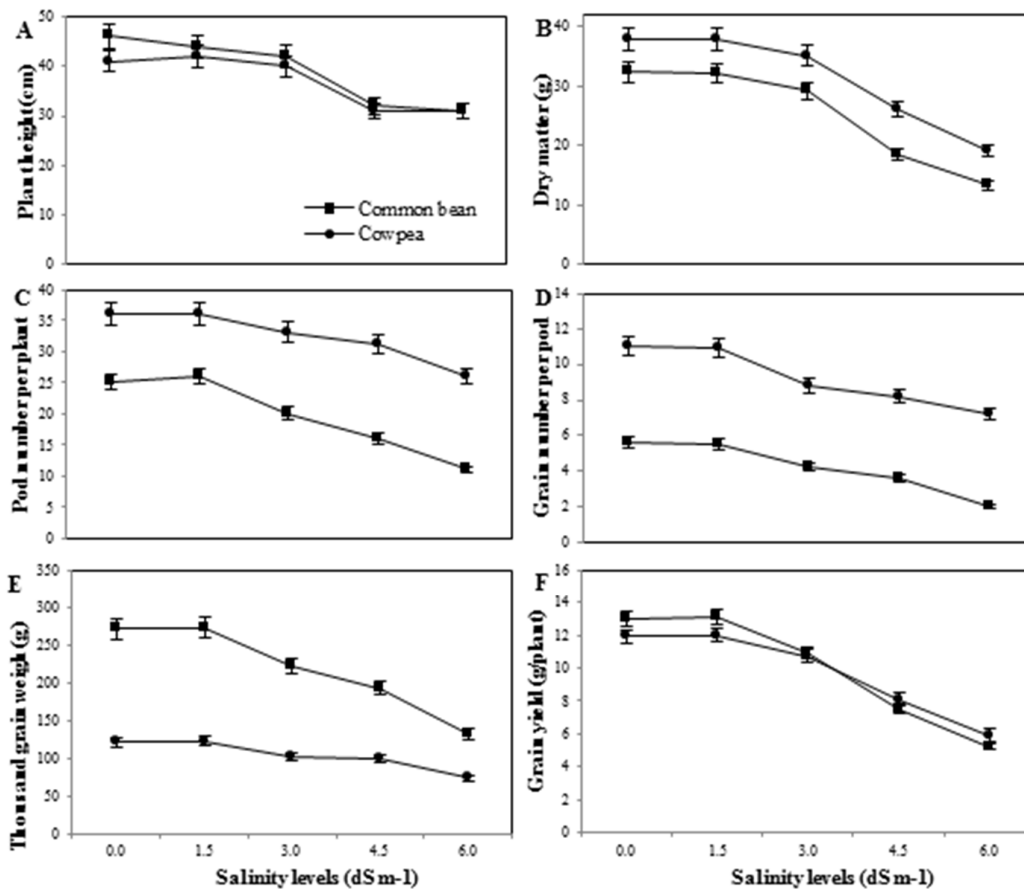 A
Plant height(cm)
50
40
30
20
10
0
Common bean
Cowpea
B
Dry matter (g)
40
30
20
10
0
C
Pod number per plant
40
35
30
25
20
15
10
5
0
D
Grain number per pod
14
12
10
8
6
4
2
0
E
Thousand grain weigh (g)
350
300
250
200
150
100
50
0
0.0 1.5 3.0 4.5 6.0
Salinity levels (dS m-1)
F
Grain yield (g/plant)
16
14
12
10
8
6
4
2
0
0.0 1.5 3.0 4.5 6.0
Salinity levels (dS m-1)